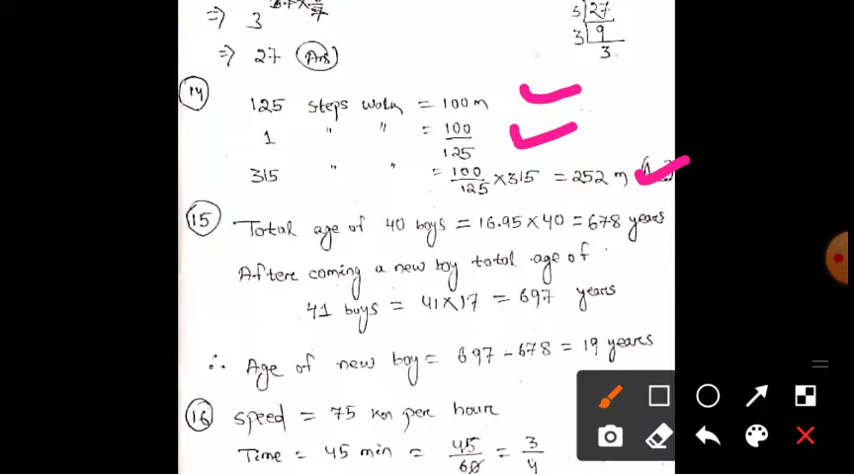 ⇒ 3
3 27
3 9
3
⇒ 27 (Ans)
14
125 steps walk = 100 m
1 " " = 100/125
315 " " = 100/125 × 315 = 252 m
15
Total age of 40 boys = 16.95 × 40 = 678 years
After coming a new boy total age of
41 boys = 41 × 17 = 697 years
∴ Age of new boy = 697 - 678 = 19 years
16
Speed = 75 km per hour
Time = 45 min = 45/60 = 3/4